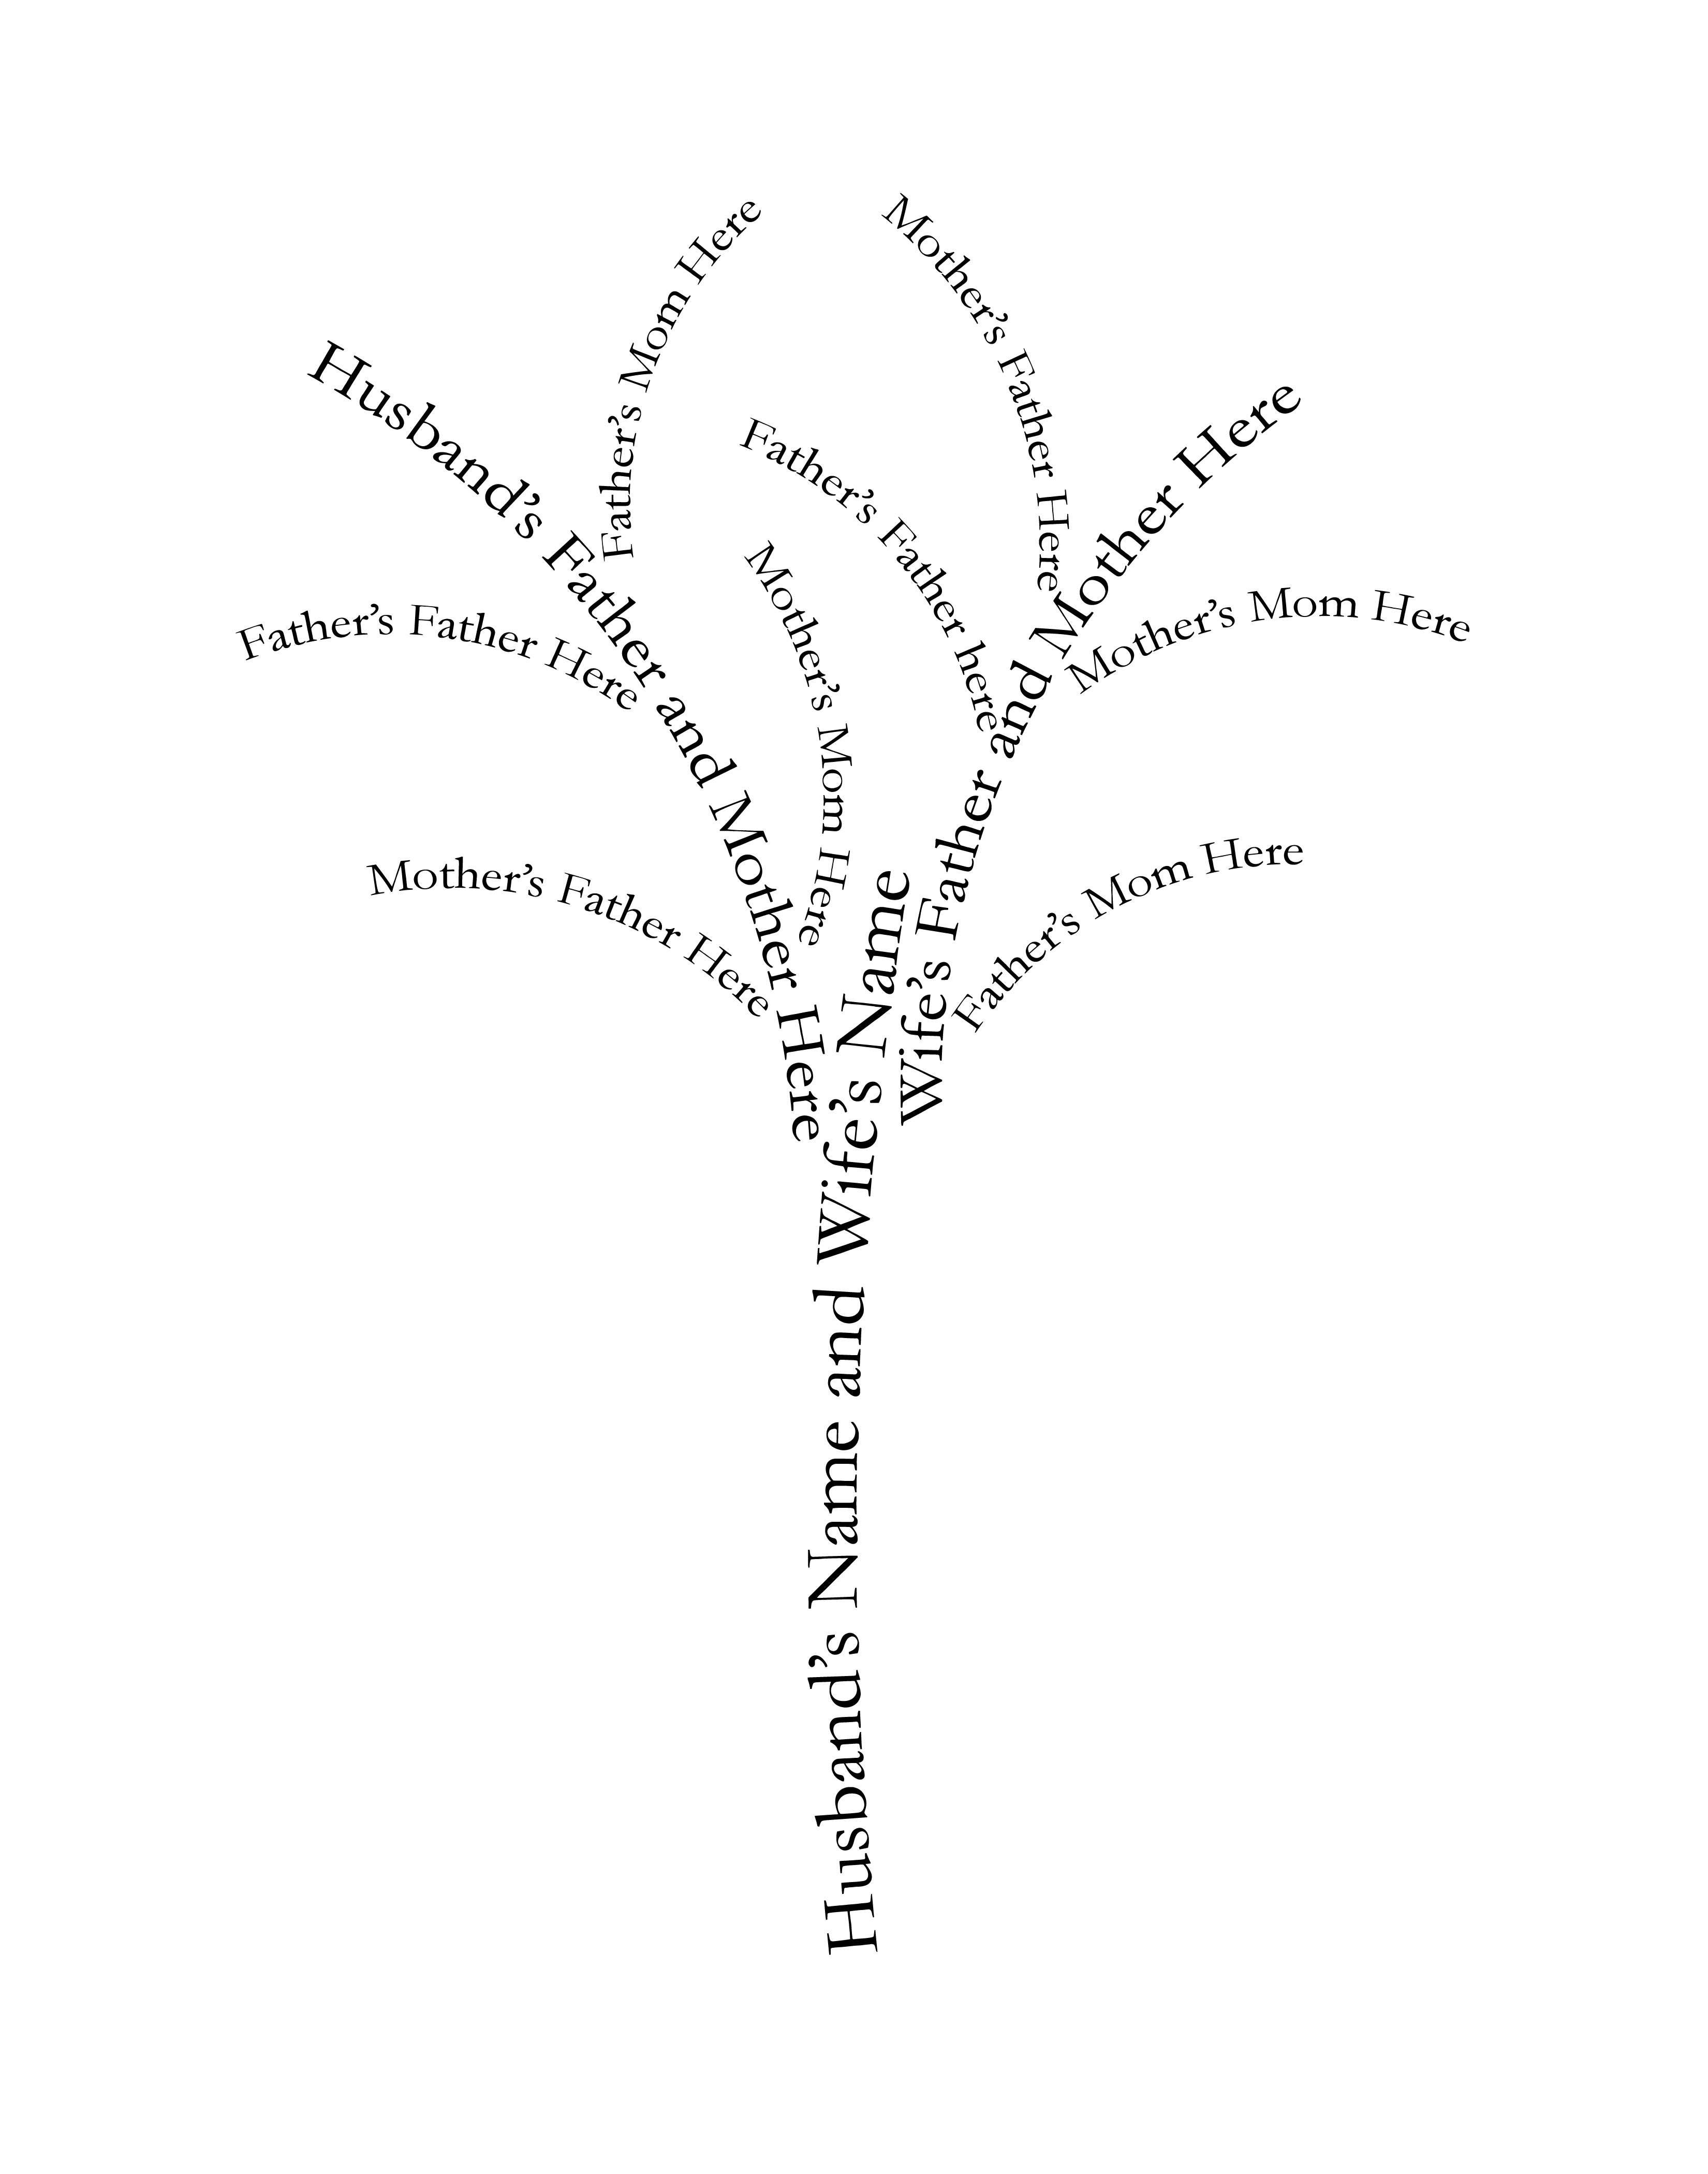 Father’s Mom Here
Mother’s Father Here
Husband’s Father and Mother Here
Father’s Father here
Wife’s Father and Mother Here
Mother’s Mom Here
Father’s Father Here
Mother’s Mom Here
Mother’s Father Here
Father’s Mom Here
Husband’s Name and Wife’s Name